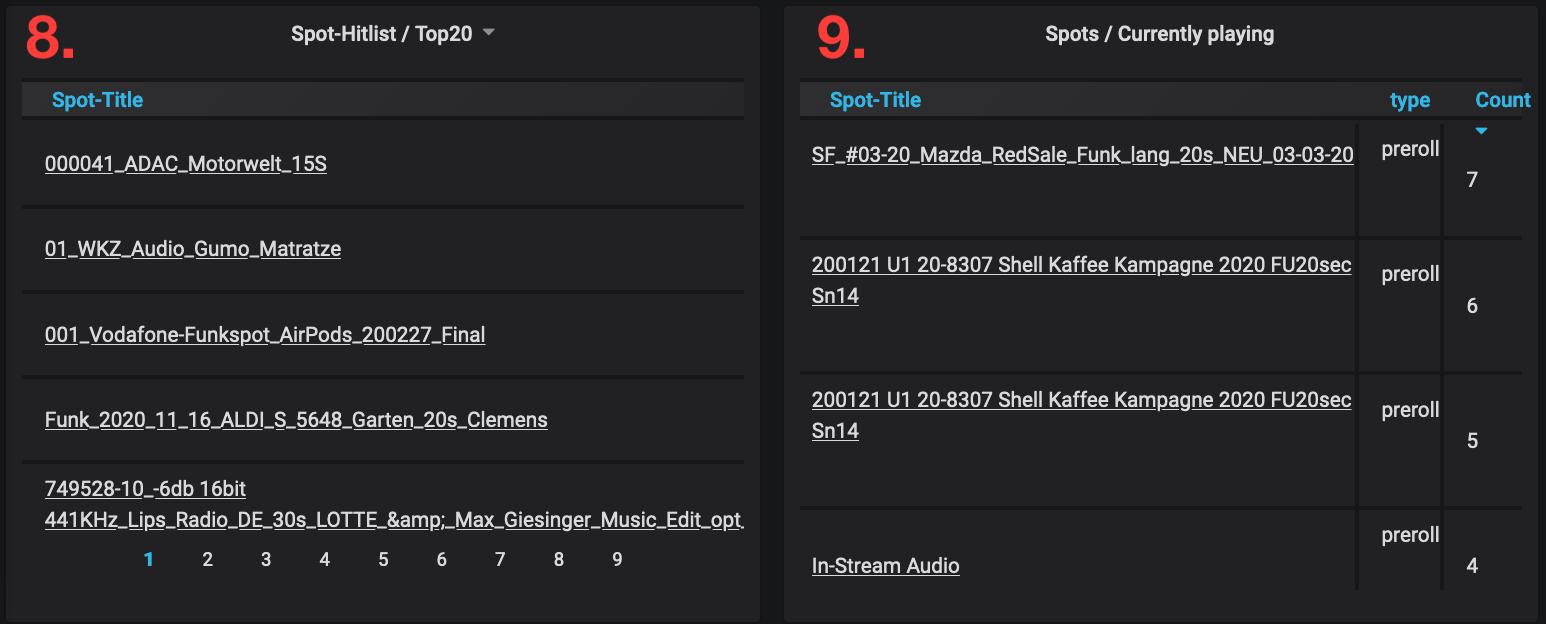 8.
Spot-Hitlist / Top20
Spot-Title
000041_ADAC_Motorwelt_15S
01_WKZ_Audio_Gumo_Matratze
001_Vodafone-Funkspot_AirPods_200227_Final
Funk_2020_11_16_ALDI_S_5648_Garten_20s_Clemens
749528-10_-6db 16bit
441KHz_Lips_Radio_DE_30s_LOTTE_&amp;_Max_Giesinger_Music_Edit_opt_
1 2 3 4 5 6 7 8 9
9.
Spots / Currently playing
Spot-Title type Count
SF_#03-20_Mazda_RedSale_Funk_lang_20s_NEU_03-03-20 preroll
7
200121 U1 20-8307 Shell Kaffee Kampagne 2020 FU20sec preroll
Sn14 6
200121 U1 20-8307 Shell Kaffee Kampagne 2020 FU20sec preroll
Sn14 5
preroll
In-Stream Audio 4